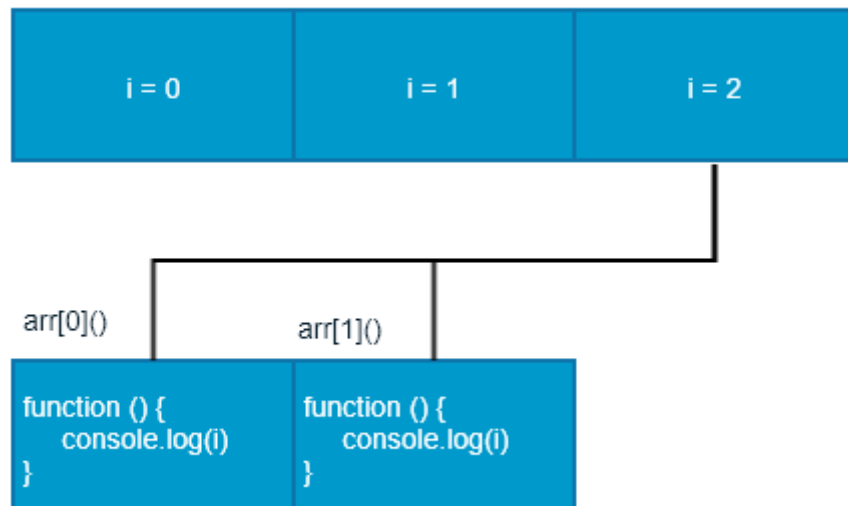 i = 0
i = 1
i = 2
arr[0]()
arr[1]()
function () {
console.log(i)
}
function () {
console.log(i)
}